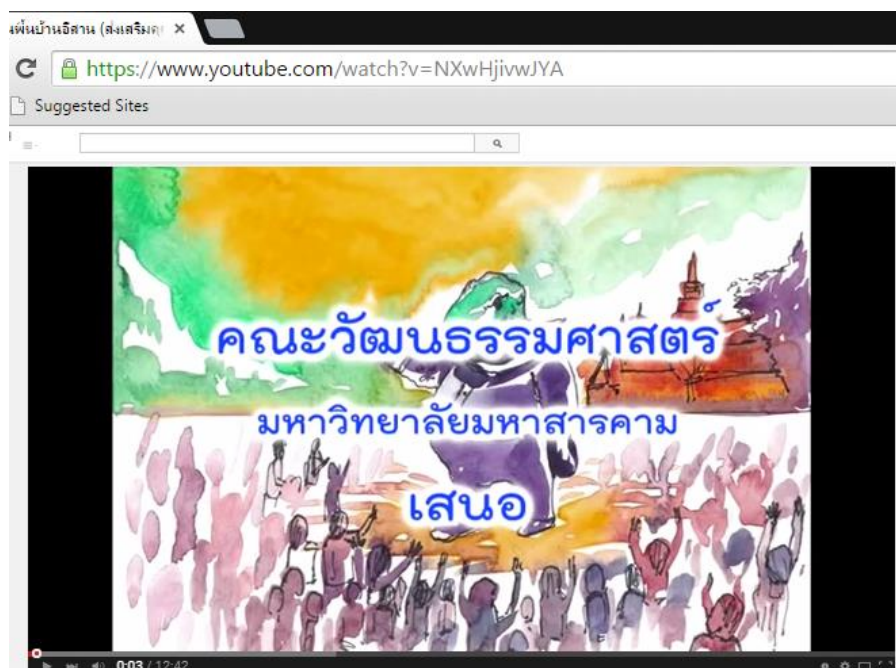 นพื้นบ้านอีสาน (ส่งเสริมคุ
https://www.youtube.com/watch?v=NXwHjivwJYA
Suggested Sites
คณะวัฒนธรรมศาสตร์
มหาวิทยาลัยมหาสารคาม
เสนอ
0:03 / 12:42